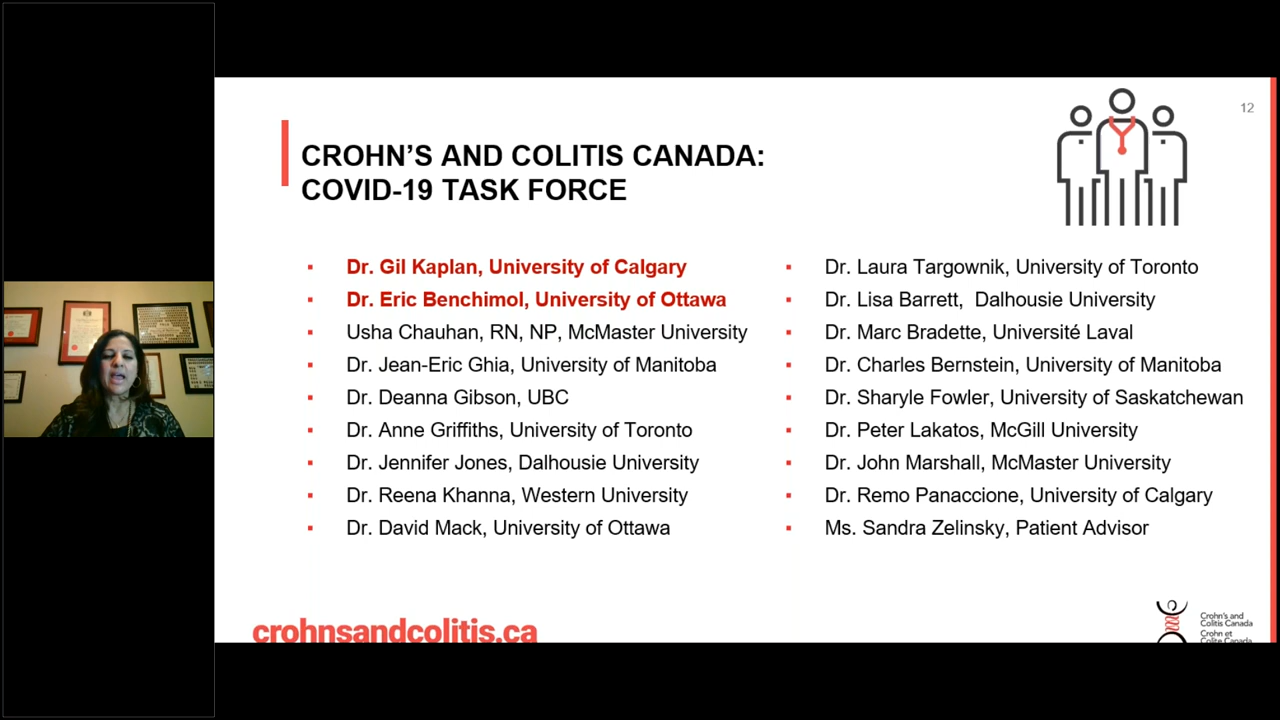 12
CROHN'S AND COLITIS CANADA:
COVID-19 TASK FORCE
Dr. Gil Kaplan, University of Calgary
Dr. Eric Benchimol, University of Ottawa
Usha Chauhan, RN, NP, McMaster University
Dr. Jean-Eric Ghia, University of Manitoba
Dr. Deanna Gibson, UBC
Dr. Anne Griffiths, University of Toronto
Dr. Jennifer Jones, Dalhousie University
Dr. Reena Khanna, Western University
Dr. David Mack, University of Ottawa
Dr. Laura Targownik, University of Toronto
Dr. Lisa Barrett, Dalhousie University
Dr. Marc Bradette, Université Laval
Dr. Charles Bernstein, University of Manitoba
Dr. Sharyle Fowler, University of Saskatchewan
Dr. Peter Lakatos, McGill University
Dr. John Marshall, McMaster University
Dr. Remo Panaccione, University of Calgary
Ms. Sandra Zelinsky, Patient Advisor
crohnsandcolitis.ca
Crohn's and
Colitis Canada
Crohn et
Colite Canada